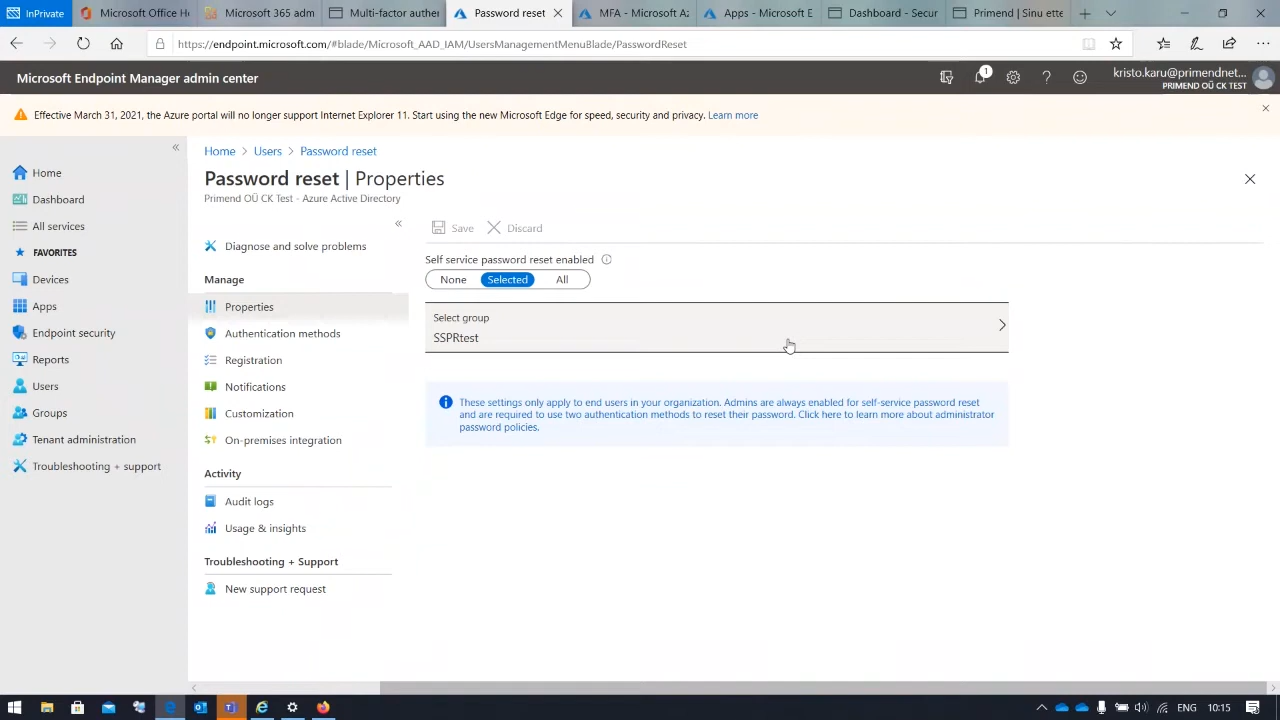 InPrivate
Microsoft Office Ho
Microsoft 365 adm
Multi-factor authe
Password reset
MFA - Microsoft Az
Apps - Microsoft E
Dashboard - Secur
Primend | Sinu ette
https://endpoint.microsoft.com/#blade/Microsoft_AAD_IAM/UsersManagementMenuBlade/PasswordReset
Microsoft Endpoint Manager admin center
1
kristo.karu@primendnet...
PRIMEND OÜ CK TEST
Effective March 31, 2021, the Azure portal will no longer support Internet Explorer 11. Start using the new Microsoft Edge for speed, security and privacy. Learn more
Home
Dashboard
All services
FAVORITES
Devices
Apps
Endpoint security
Reports
Users
Groups
Tenant administration
Troubleshooting + support
Home > Users > Password reset
Password reset | Properties
Primend OÜ CK Test - Azure Active Directory
Diagnose and solve problems
Manage
Properties
Authentication methods
Registration
Notifications
Customization
On-premises integration
Activity
Audit logs
Usage & insights
Troubleshooting + Support
New support request
Save
Discard
Self service password reset enabled
None
Selected
All
Select group
SSPRtest
These settings only apply to end users in your organization. Admins are always enabled for self-service password reset
and are required to use two authentication methods to reset their password. Click here to learn more about administrator
password policies.
ENG
10:15